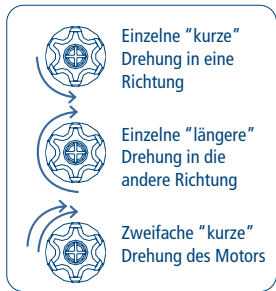 Einzelne “kurze”
Drehung in eine
Richtung
Einzelne “längere”
Drehung in die
andere Richtung
Zweifache “kurze”
Drehung des Motors